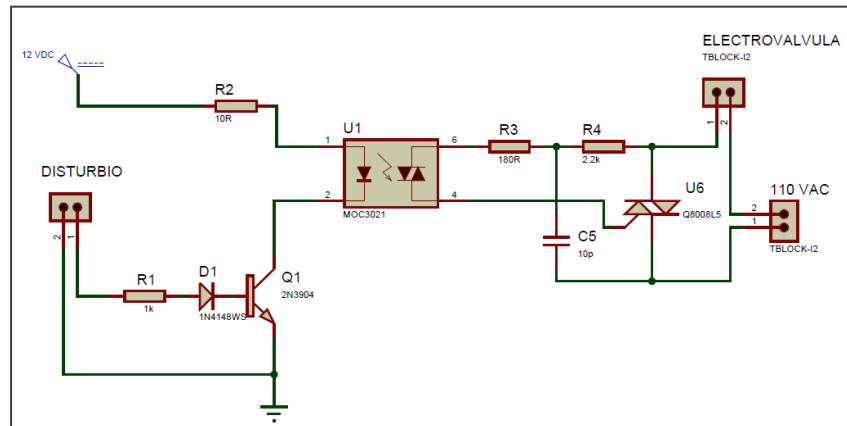 ELECTROVALVULA
TBLOCK-I2
12 VDC
R2
10R
1
2
U1
1
6
2
4
MOC3021
R3
180R
R4
2.2k
DISTURBIO
2
1
U6
Q8008L5
110 VAC
2
1
TBLOCK-I2
C5
10p
R1
1k
D1
1N4148WS
Q1
2N3904